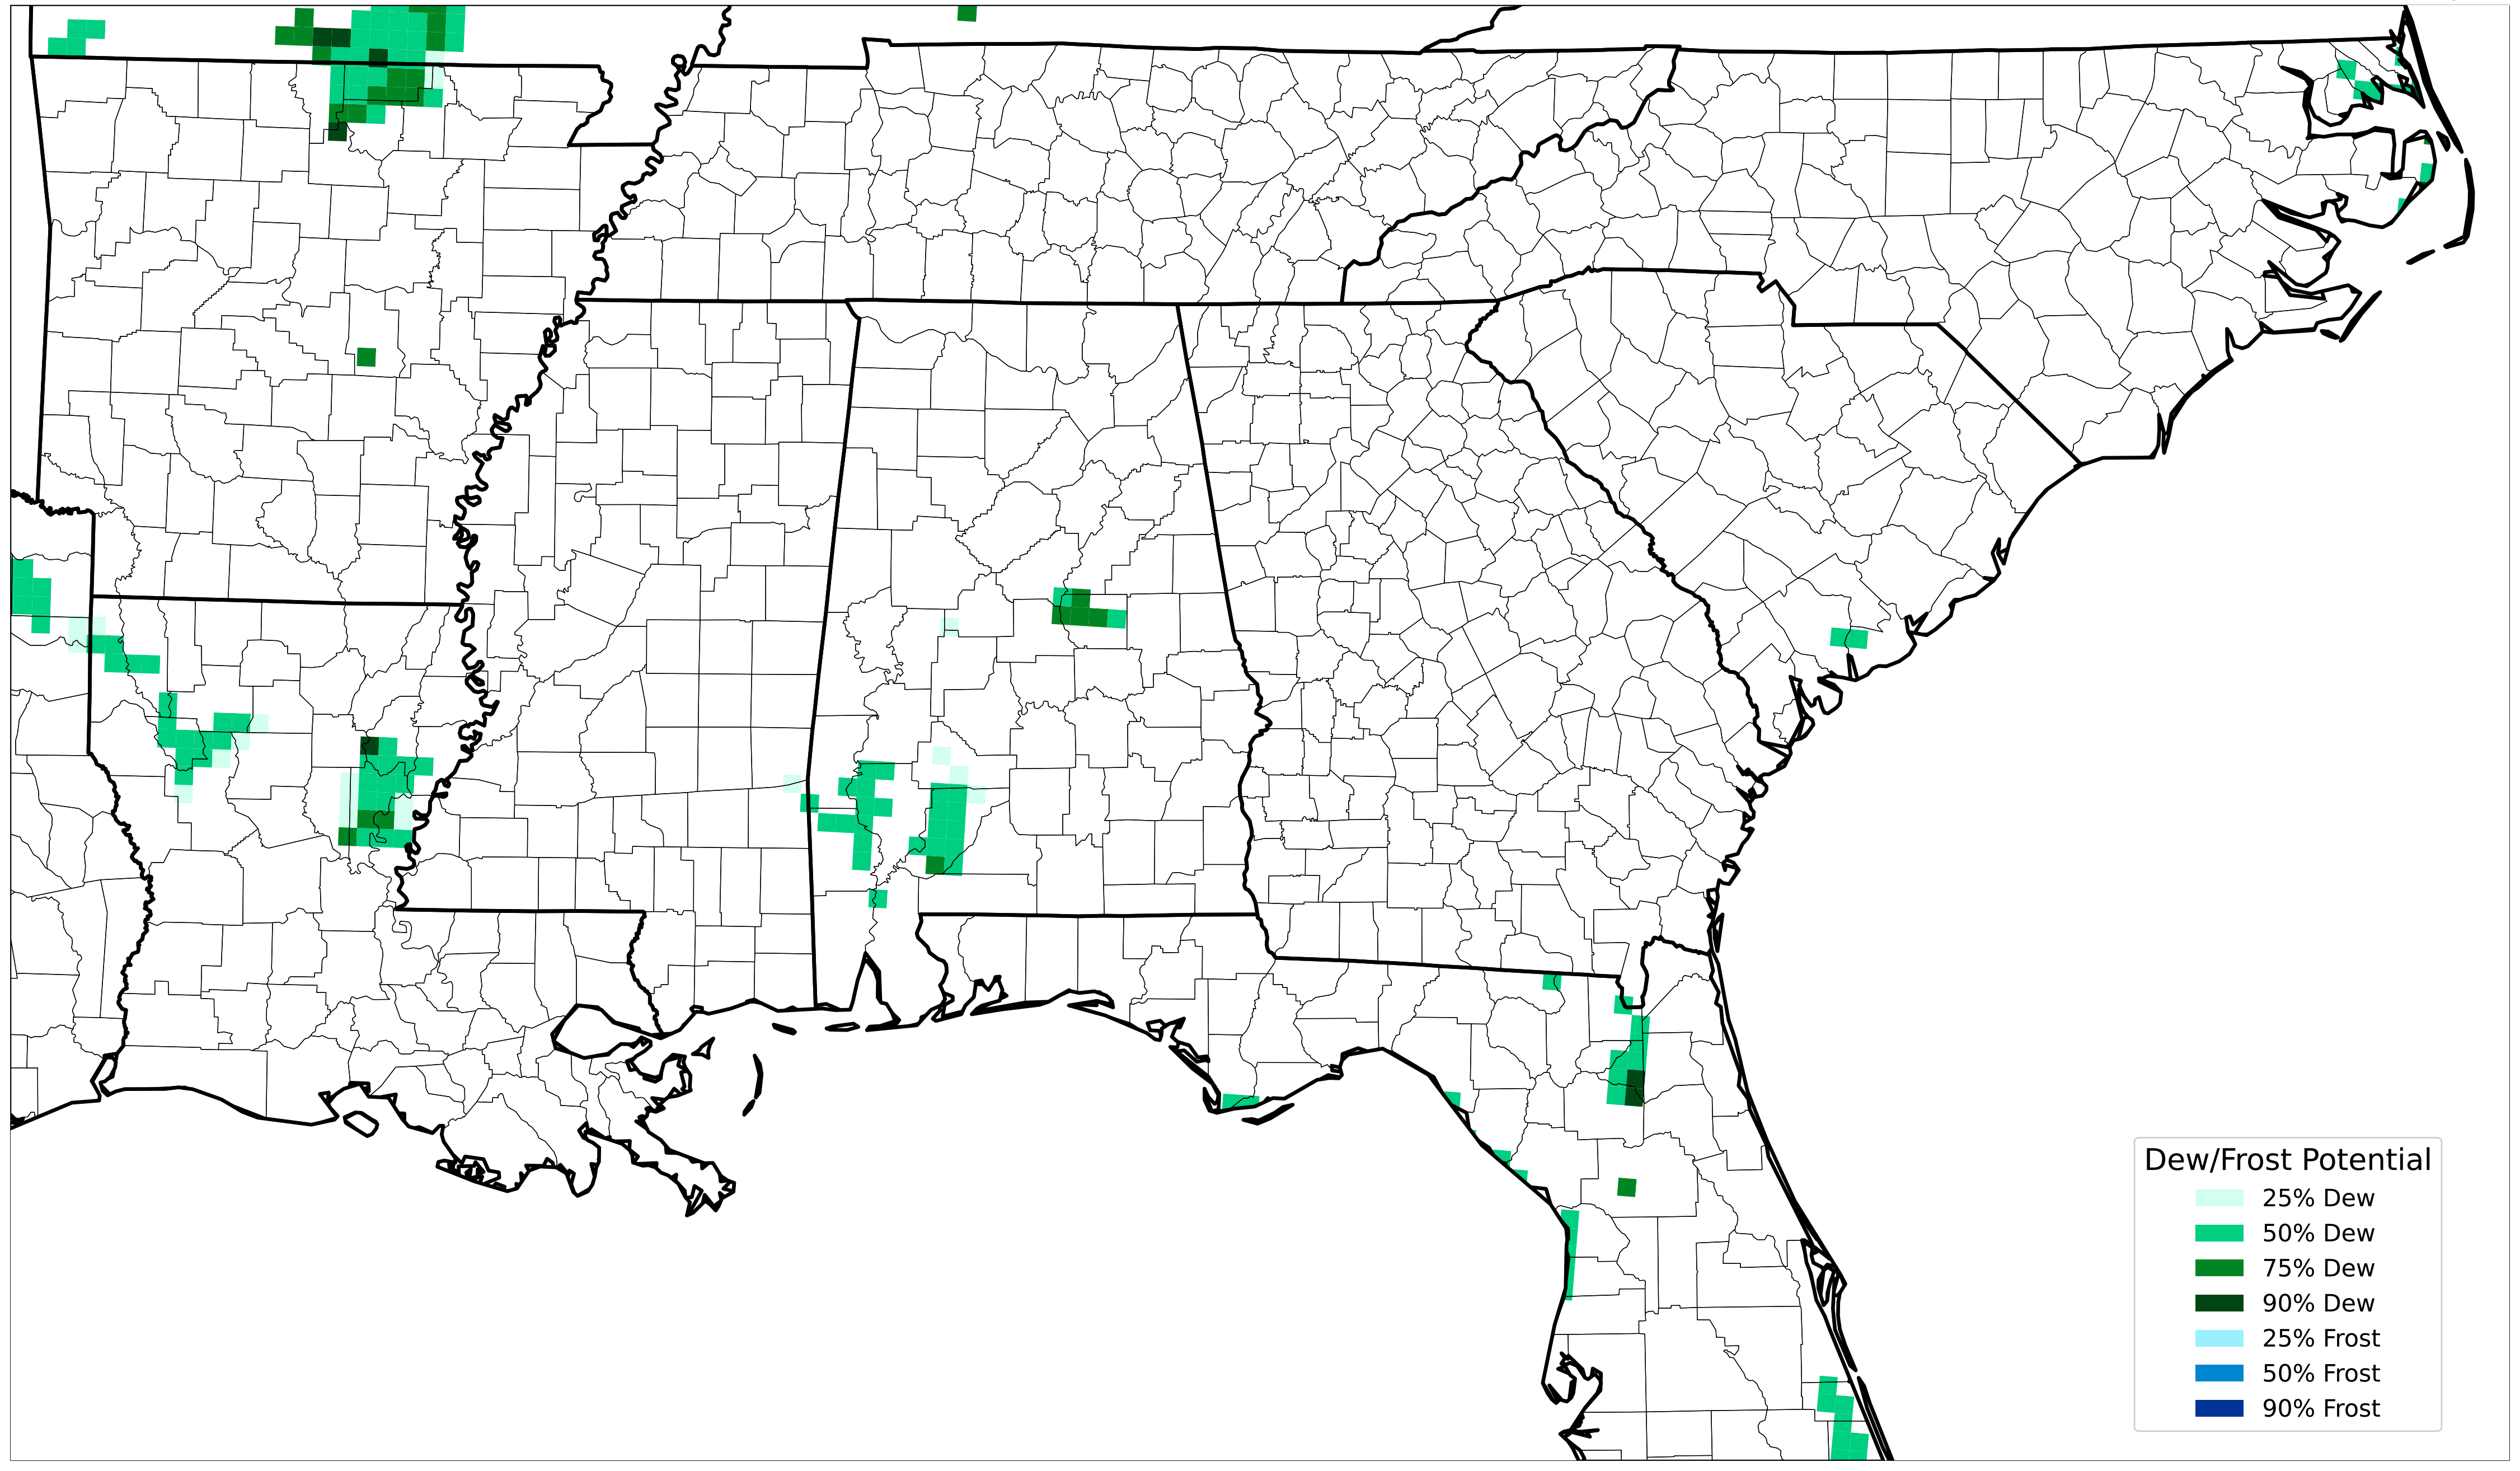 Dew/Frost Potential
25% Dew
50% Dew
75% Dew
90% Dew
25% Frost
50% Frost
90% Frost